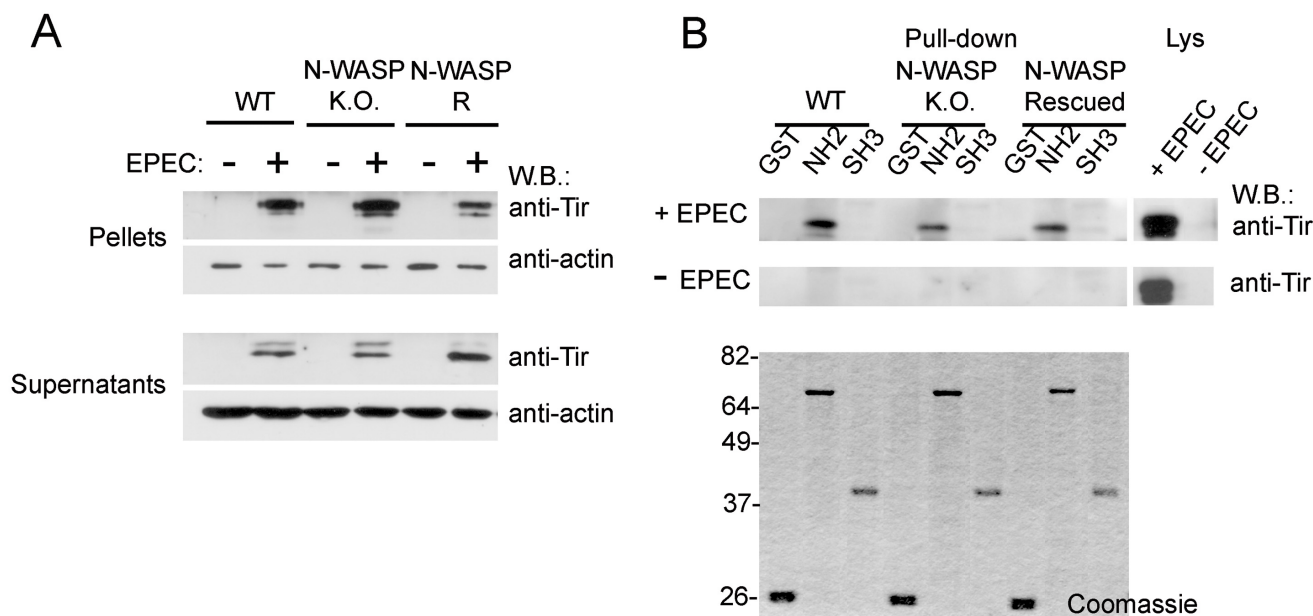 A
WT
N-WASP K.O.
N-WASP R
EPEC: - + - + - +
W.B.:
Pellets
anti-Tir
anti-actin
Supernatants
anti-Tir
anti-actin
B
Pull-down
Lys
WT
N-WASP K.O.
N-WASP Rescued
GST NH2 SH3 GST NH2 SH3 GST NH2 SH3 + EPEC - EPEC
W.B.:
+ EPEC
anti-Tir
- EPEC
anti-Tir
82-
64-
49-
37-
26-
Coomassie